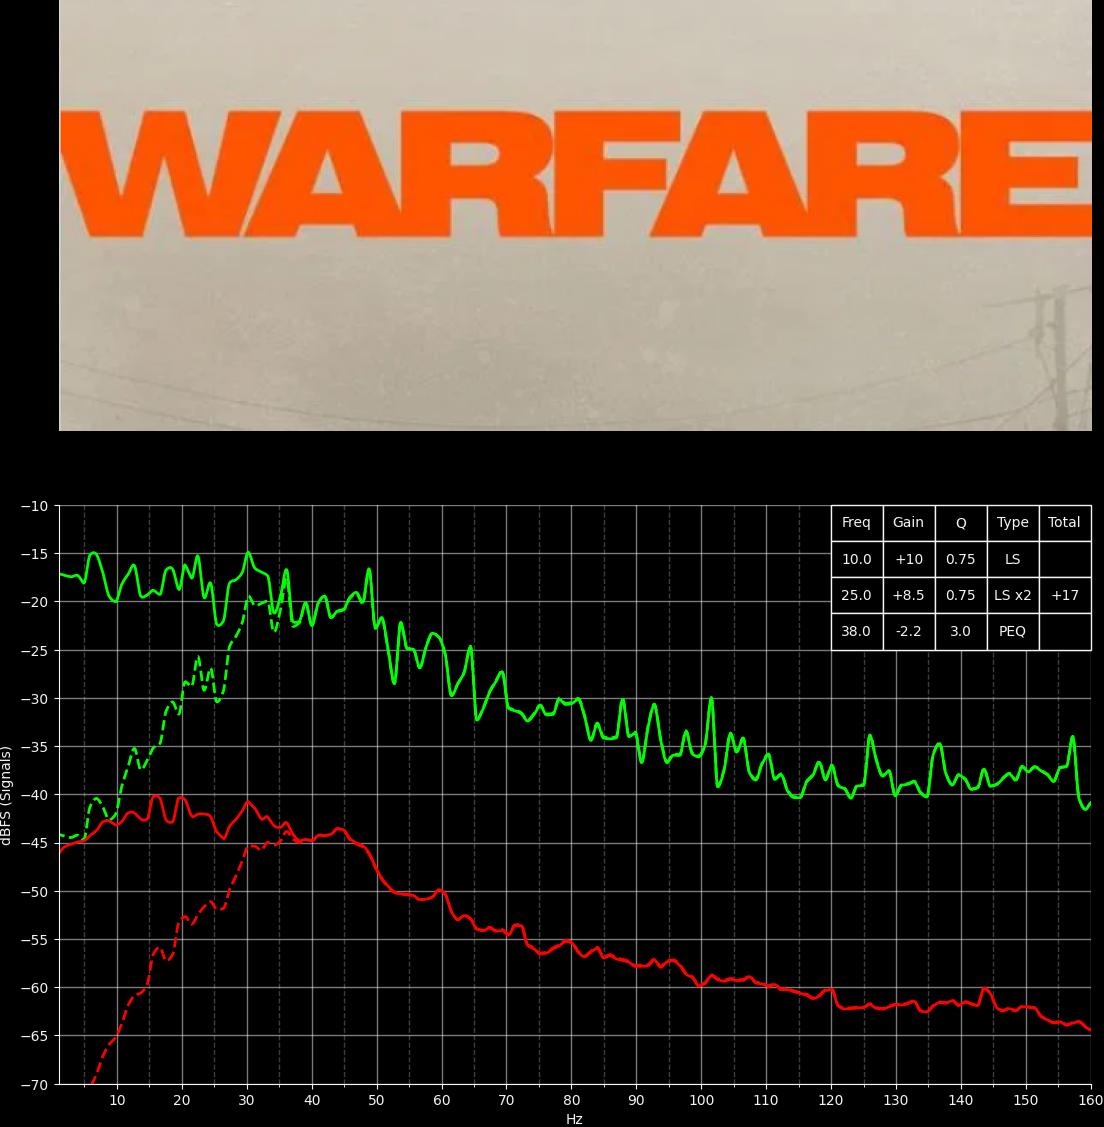 WARFARE
Freq Gain Q Type Total
10.0 +10 0.75 LS
25.0 +8.5 0.75 LS x2 +17
38.0 -2.2 3.0 PEQ
−10
−15
−20
−25
−30
−35
−40
−45
−50
−55
−60
−65
−70
dBFS (Signals)
10 20 30 40 50 60 70 80 90 100 110 120 130 140 150 160
Hz